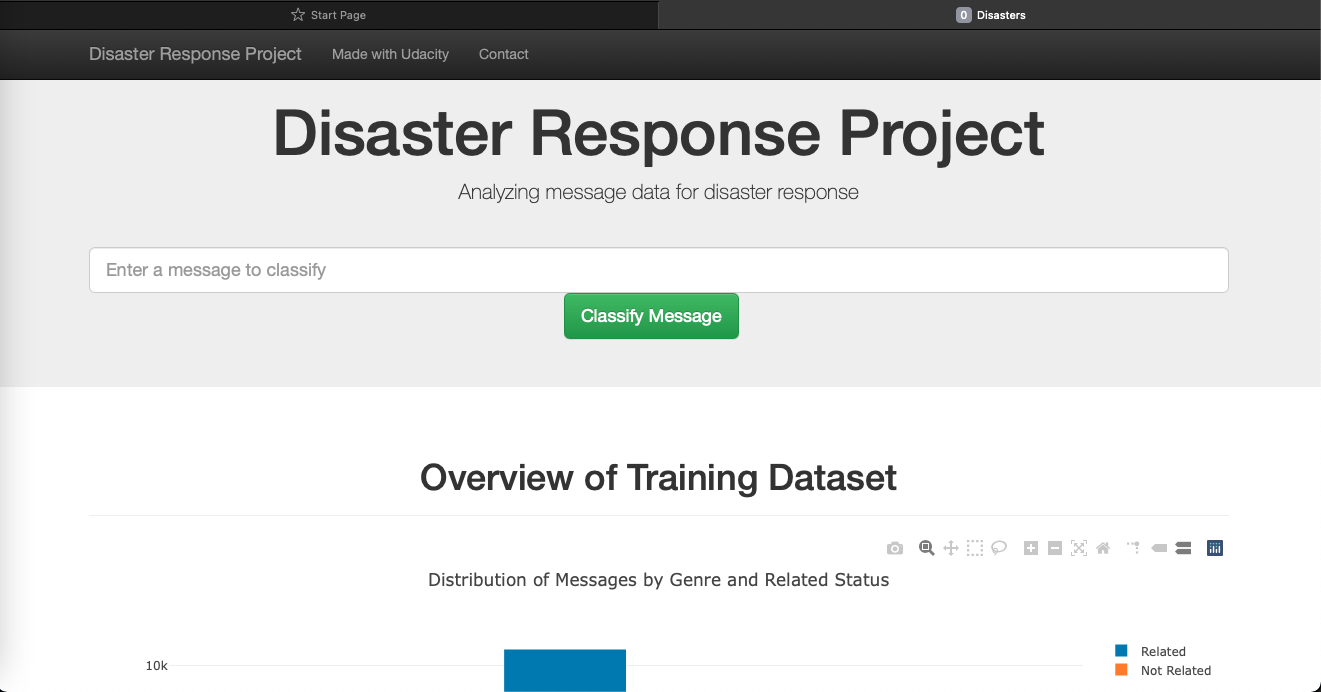 Start Page
0 Disasters
Disaster Response Project Made with Udacity Contact
Disaster Response Project
Analyzing message data for disaster response
Enter a message to classify
Classify Message
Overview of Training Dataset
Distribution of Messages by Genre and Related Status
10k
Related
Not Related